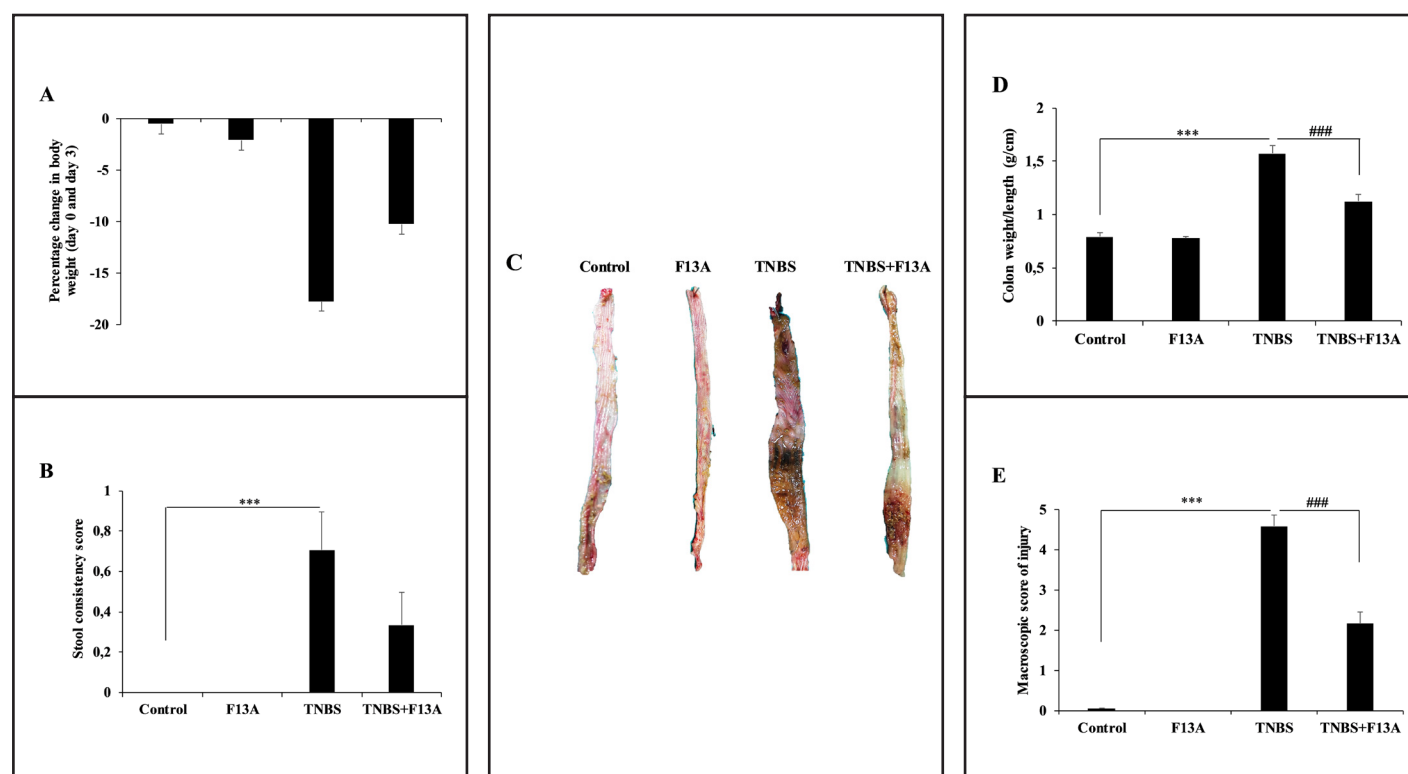 A
Percentage change in body
weight (day 0 and day 3)
0
-5
-10
-15
-20
B
Stool consistency score
1
0,8
0,6
0,4
0,2
0
***
Control F13A TNBS TNBS+F13A
C
Control F13A TNBS TNBS+F13A
D
Colon weight/length (g/cm)
2
1,5
1
0,5
0
*** ###
Control F13A TNBS TNBS+F13A
E
Macroscopic score of injury
5
4
3
2
1
0
*** ###
Control F13A TNBS TNBS+F13A